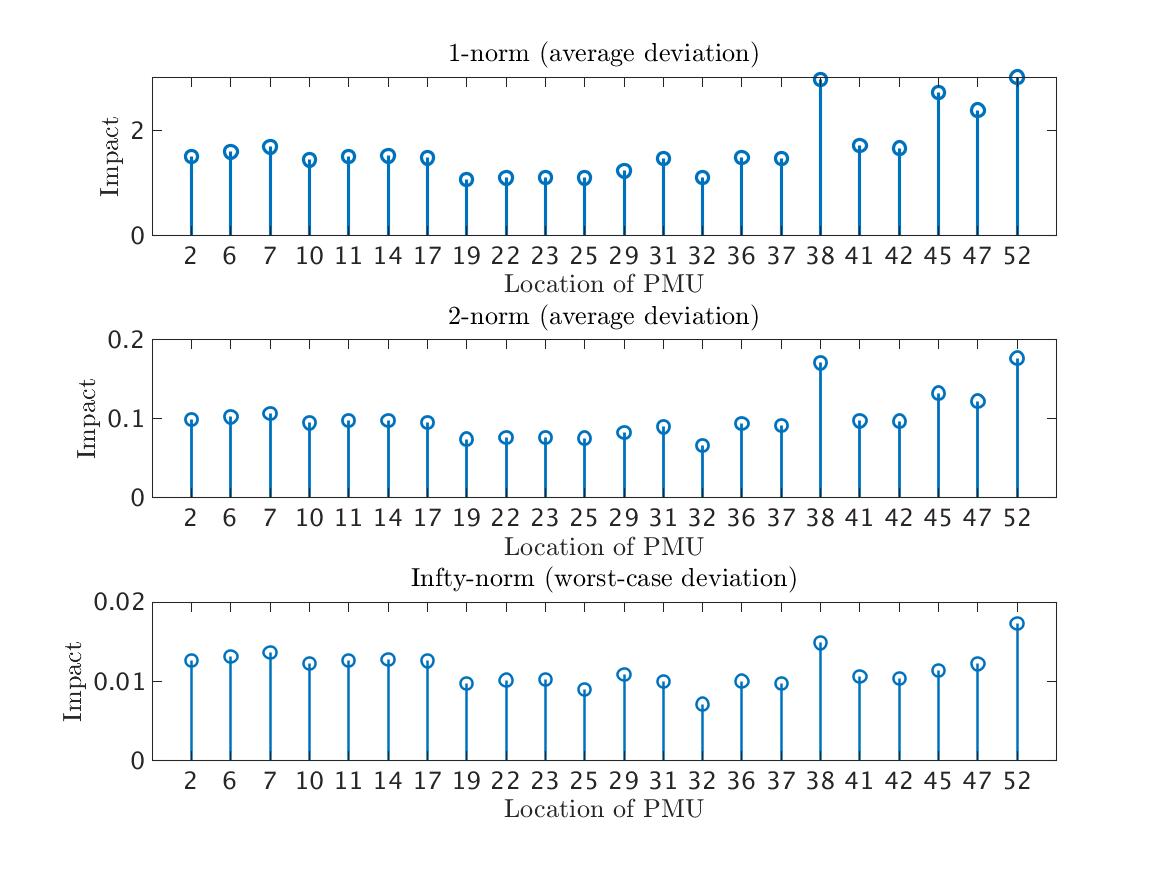 1-norm (average deviation)
Impact
2
0
2 6 7 10 11 14 17 19 22 23 25 29 31 32 36 37 38 41 42 45 47 52
Location of PMU
2-norm (average deviation)
Impact
0.2
0.1
0
2 6 7 10 11 14 17 19 22 23 25 29 31 32 36 37 38 41 42 45 47 52
Location of PMU
Infty-norm (worst-case deviation)
Impact
0.02
0.01
0
2 6 7 10 11 14 17 19 22 23 25 29 31 32 36 37 38 41 42 45 47 52
Location of PMU